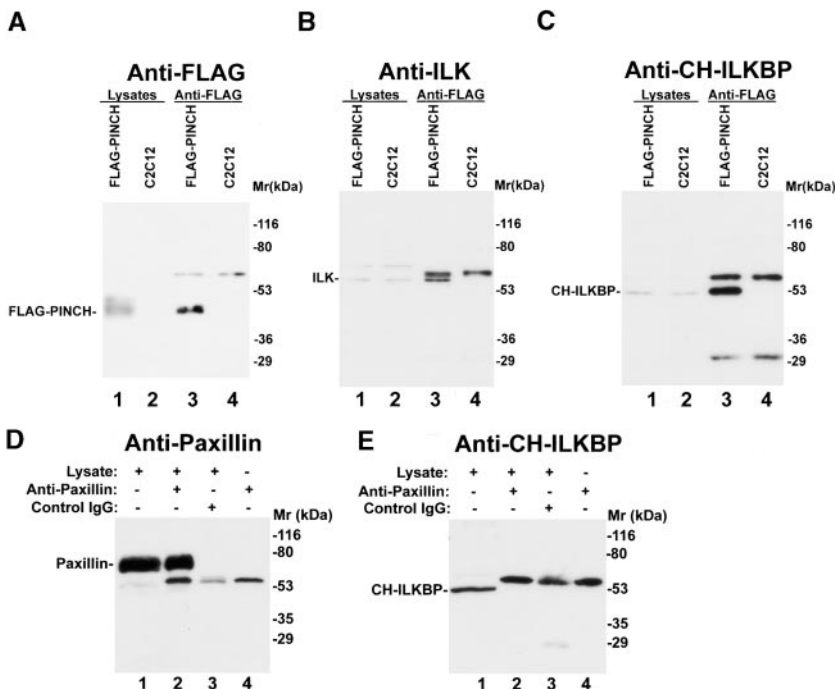 A
Anti-FLAG
Lysates Anti-FLAG
FLAG-PINCH
C2C12
FLAG-PINCH
C2C12
Mr(kDa)
-116
-80
-53
-36
-29
FLAG-PINCH-
1 2 3 4
B
Anti-ILK
Lysates Anti-FLAG
FLAG-PINCH
C2C12
FLAG-PINCH
C2C12
Mr(kDa)
-116
-80
-53
-36
-29
ILK-
1 2 3 4
C
Anti-CH-ILKBP
Lysates Anti-FLAG
FLAG-PINCH
C2C12
FLAG-PINCH
C2C12
Mr(kDa)
-116
-80
-53
-36
-29
CH-ILKBP-
1 2 3 4
D
Anti-Paxillin
Lysate: + + + -
Anti-Paxillin: - + - +
Control IgG: - - + -
Mr (kDa)
-116
-80
-53
-35
-29
Paxillin-
1 2 3 4
E
Anti-CH-ILKBP
Lysate: + + + -
Anti-Paxillin: - + - +
Control IgG: - - + -
Mr (kDa)
-116
-80
-53
-35
-29
CH-ILKBP-
1 2 3 4